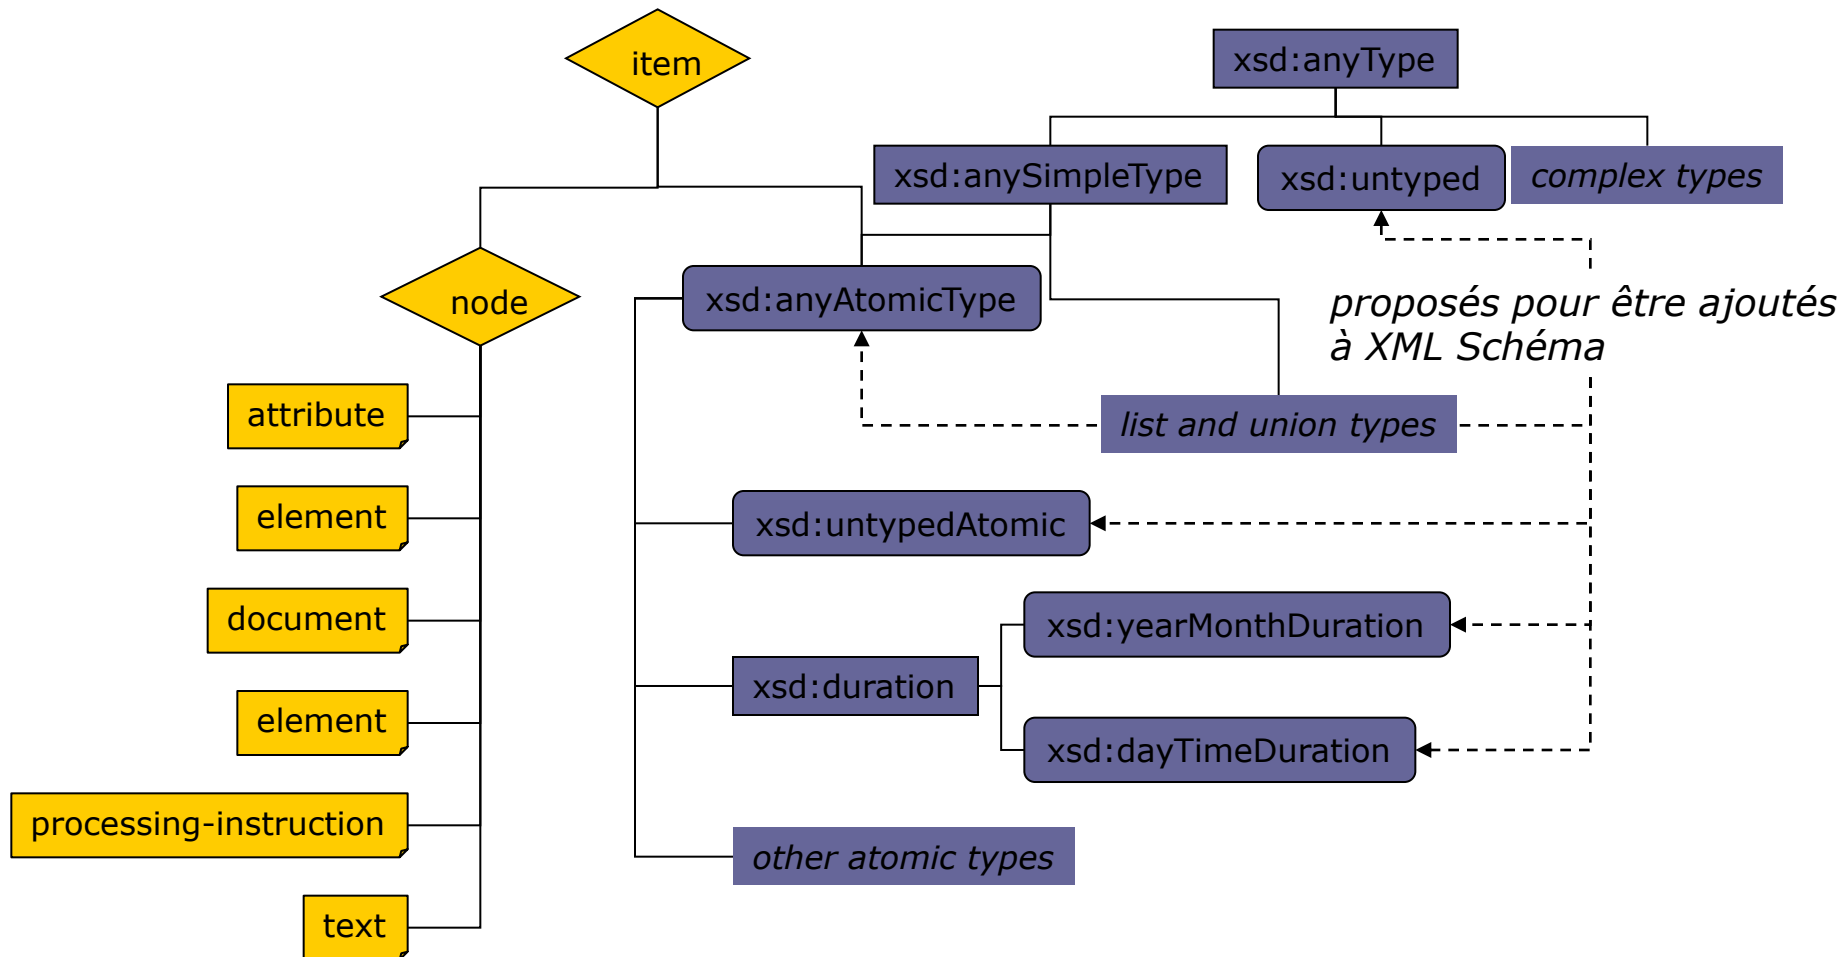 item
xsd:anyType
xsd:anySimpleType
xsd:untyped
complex types
node
xsd:anyAtomicType
proposés pour être ajoutés
à XML Schéma
attribute
list and union types
element
xsd:untypedAtomic
document
xsd:yearMonthDuration
xsd:duration
element
xsd:dayTimeDuration
processing-instruction
other atomic types
text